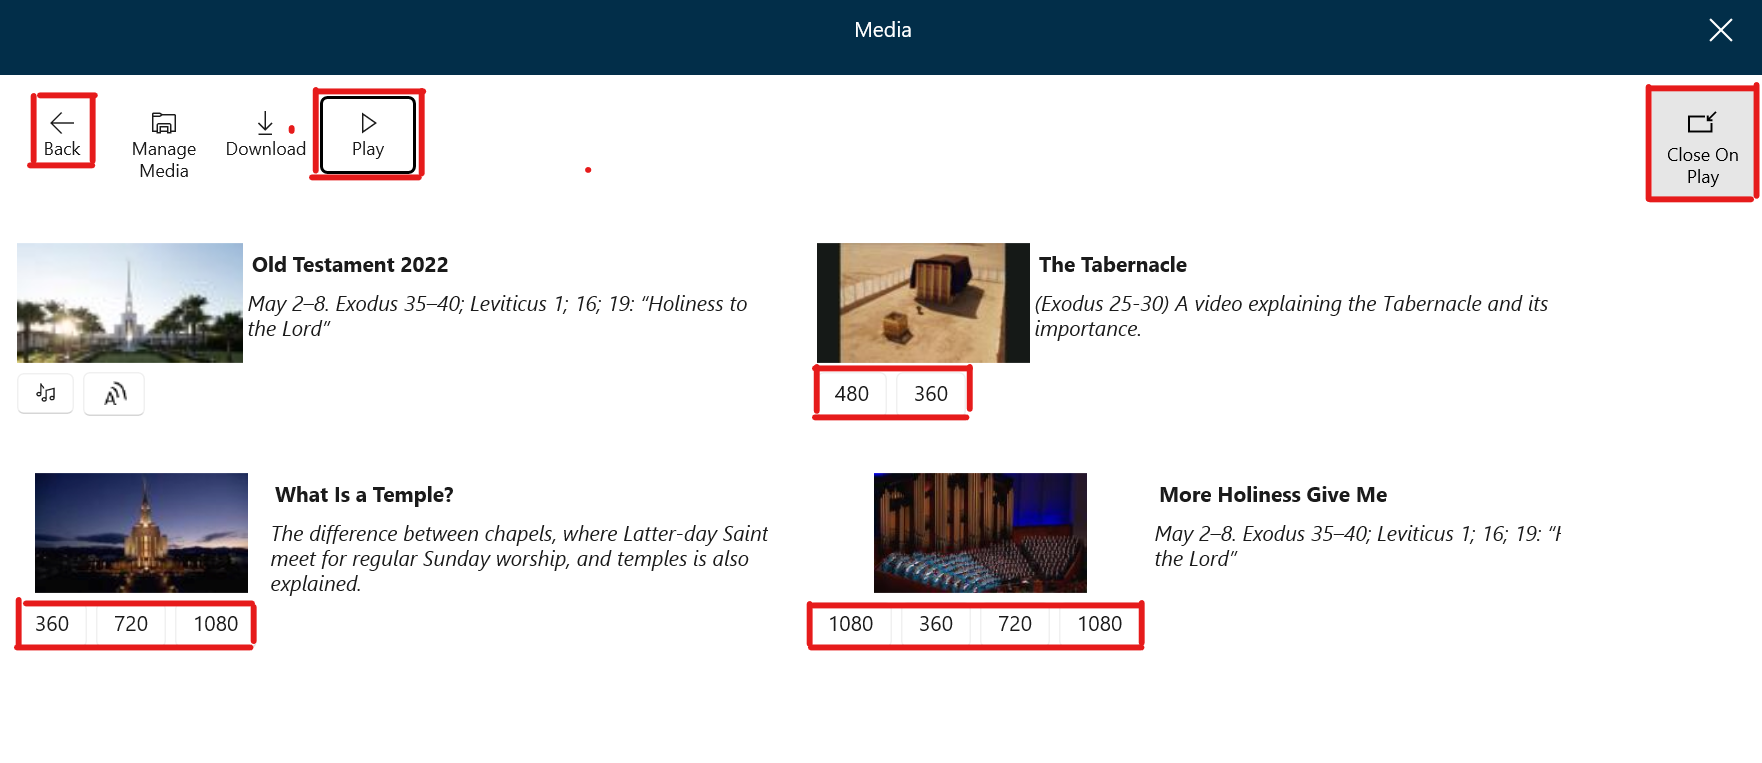 Media
Back
Manage
Media
Download
Play
Close On
Play
Old Testament 2022
May 2–8. Exodus 35–40; Leviticus 1; 16; 19: “Holiness to
the Lord”
The Tabernacle
(Exodus 25-30) A video explaining the Tabernacle and its
importance.
A
480 360
What Is a Temple?
The difference between chapels, where Latter-day Saint
meet for regular Sunday worship, and temples is also
explained.
More Holiness Give Me
May 2–8. Exodus 35–40; Leviticus 1; 16; 19: “H
the Lord”
360 720 1080
1080 360 720 1080